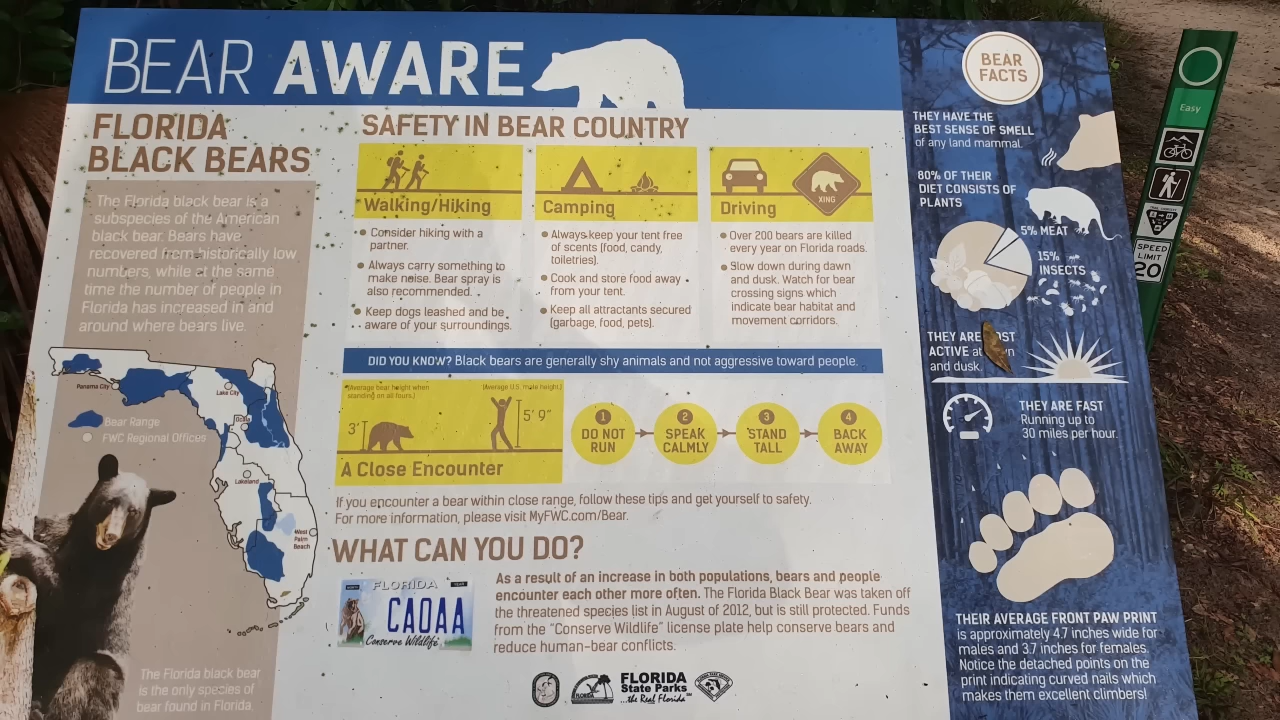 BEAR AWARE
FLORIDA
BLACK BEARS
The Florida black bear is a
subspecies of the American
black bear. Bears have
recovered from historically low
numbers, while at the same
time the number of people in
Florida has increased in and
around where bears live.
Panama City
Lake City
Ocala
Bear Range
FWC Regional Offices
Lakeland
West
Palm
Beach
The Florida black bear
is the only species of
bear found in Florida.
SAFETY IN BEAR COUNTRY
Walking/Hiking
• Consider hiking with a
partner.
• Always carry something to
make noise. Bear spray is
also recommended.
• Keep dogs leashed and be
aware of your surroundings.
Camping
• Always keep your tent free
of scents (food, candy,
toiletries).
• Cook and store food away
from your tent.
• Keep all attractants secured
(garbage, food, pets).
XING
Driving
• Over 200 bears are killed
every year on Florida roads.
• Slow down during dawn
and dusk. Watch for bear
crossing signs which
indicate bear habitat and
movement corridors.
DID YOU KNOW? Black bears are generally shy animals and not aggressive toward people.
(Average bear height when
standing on all fours.)
(Average U.S. male height)
3'
5' 9"
A Close Encounter
1
DO NOT
RUN
2
SPEAK
CALMLY
3
STAND
TALL
4
BACK
AWAY
If you encounter a bear within close range, follow these tips and get yourself to safety.
For more information, please visit MyFWC.com/Bear.
WHAT CAN YOU DO?
FLORIDA
CAOAA
Conserve Wildlife
As a result of an increase in both populations, bears and people
encounter each other more often. The Florida Black Bear was taken off
the threatened species list in August of 2012, but is still protected. Funds
from the "Conserve Wildlife" license plate help conserve bears and
reduce human-bear conflicts.
FLORIDA
State Parks
...the Real Florida
BEAR
FACTS
THEY HAVE THE
BEST SENSE OF SMELL
of any land mammal.
80% OF THEIR
DIET CONSISTS OF
PLANTS
5% MEAT
15%
INSECTS
THEY ARE
ACTIVE at
and dusk.
THEY ARE FAST
Running up to
30 miles per hour.
THEIR AVERAGE FRONT PAW PRINT
is approximately 4.7 inches wide for
males and 3.7 inches for females.
Notice the detached points on the
print indicating curved nails which
makes them excellent climbers!
Easy
SPEED
LIMIT
20